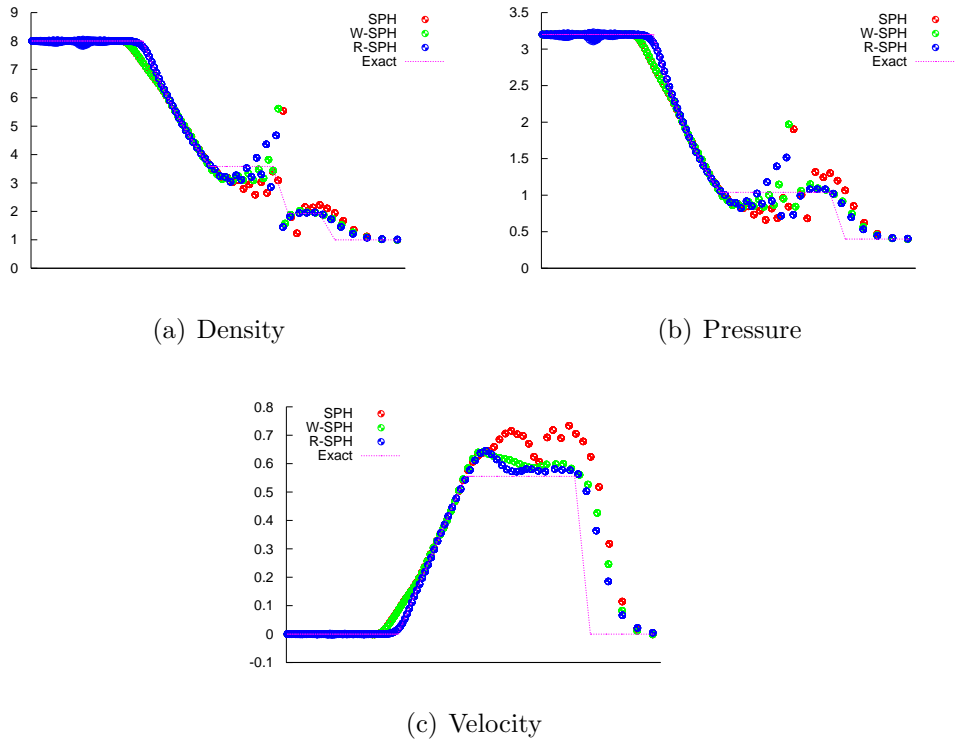 SPH
W-SPH
R-SPH
Exact
9
8
7
6
5
4
3
2
1
0
(a) Density
SPH
W-SPH
R-SPH
Exact
3.5
3
2.5
2
1.5
1
0.5
0
(b) Pressure
SPH
W-SPH
R-SPH
Exact
0.8
0.7
0.6
0.5
0.4
0.3
0.2
0.1
0
-0.1
(c) Velocity